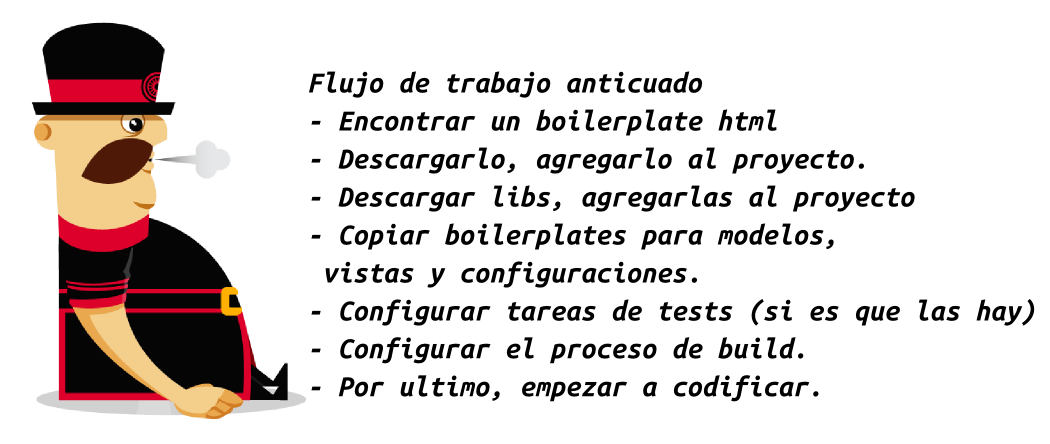 Flujo de trabajo anticuado
- Encontrar un boilerplate html
- Descargarlo, agregarlo al proyecto.
- Descargar libs, agregarlas al proyecto
- Copiar boilerplates para modelos,
vistas y configuraciones.
- Configurar tareas de tests (si es que las hay)
- Configurar el proceso de build.
- Por ultimo, empezar a codificar.